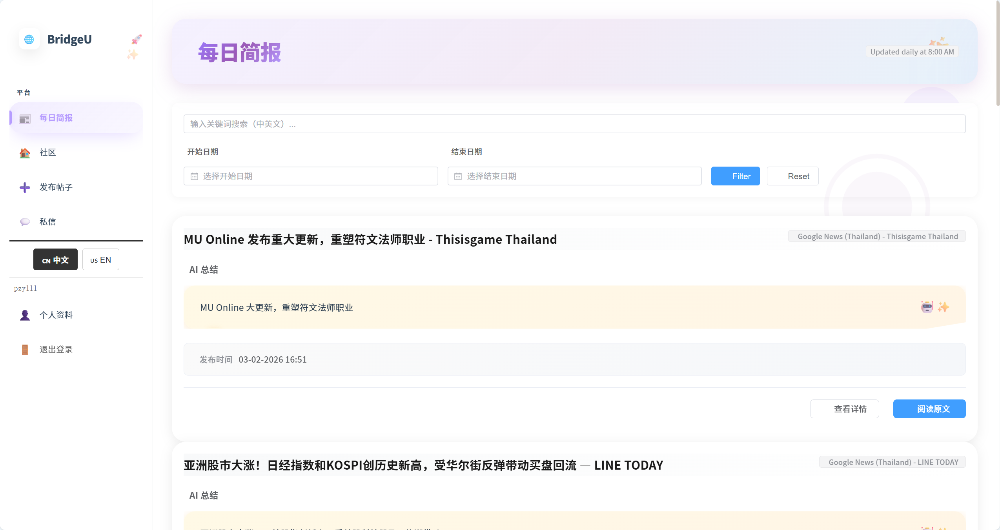 BridgeU
平台
每日简报
社区
发布帖子
私信
CN 中文
US EN
pzylll
个人资料
退出登录
每日简报
Updated daily at 8:00 AM
输入关键词搜索（中英文）...
开始日期
结束日期
选择开始日期
选择结束日期
Filter
Reset
MU Online 发布重大更新，重塑符文法师职业 - Thisisgame Thailand
Google News (Thailand) - Thisisgame Thailand
AI 总结
MU Online 大更新，重塑符文法师职业
发布时间 03-02-2026 16:51
查看详情
阅读原文
亚洲股市大涨！日经指数和KOSPI创历史新高，受华尔街反弹带动买盘回流 — LINE TODAY
Google News (Thailand) - LINE TODAY
AI 总结